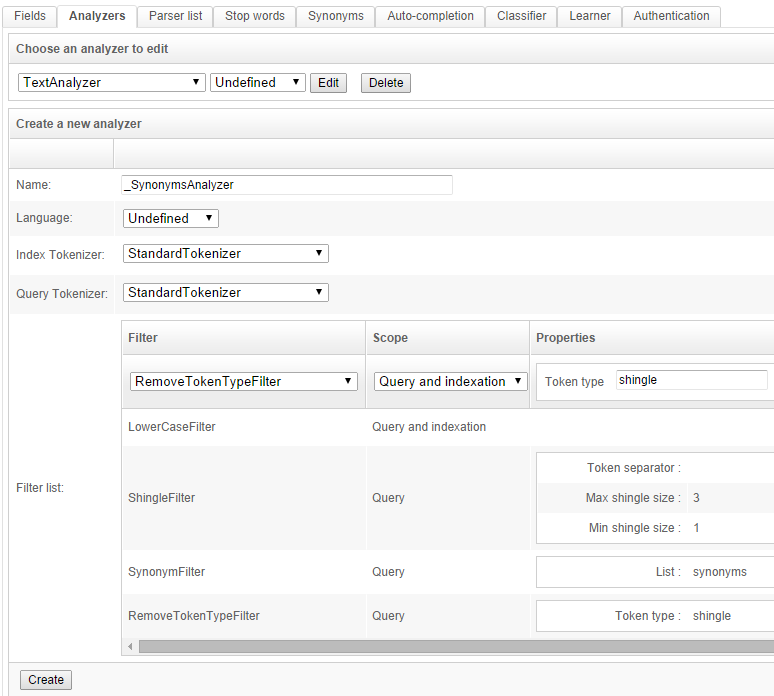 Fields Analyzers Parser list Stop words Synonyms Auto-completion Classifier Learner Authentication
Choose an analyzer to edit
TextAnalyzer Undefined Edit Delete
Create a new analyzer
Name: _SynonymsAnalyzer
Language: Undefined
Index Tokenizer: StandardTokenizer
Query Tokenizer: StandardTokenizer
Filter Scope Properties
RemoveTokenTypeFilter Query and indexation Token type shingle
LowerCaseFilter Query and indexation
Token separator :
Filter list: ShingleFilter Query Max shingle size : 3
Min shingle size : 1
SynonymFilter Query List : synonyms
RemoveTokenTypeFilter Query Token type : shingle
Create